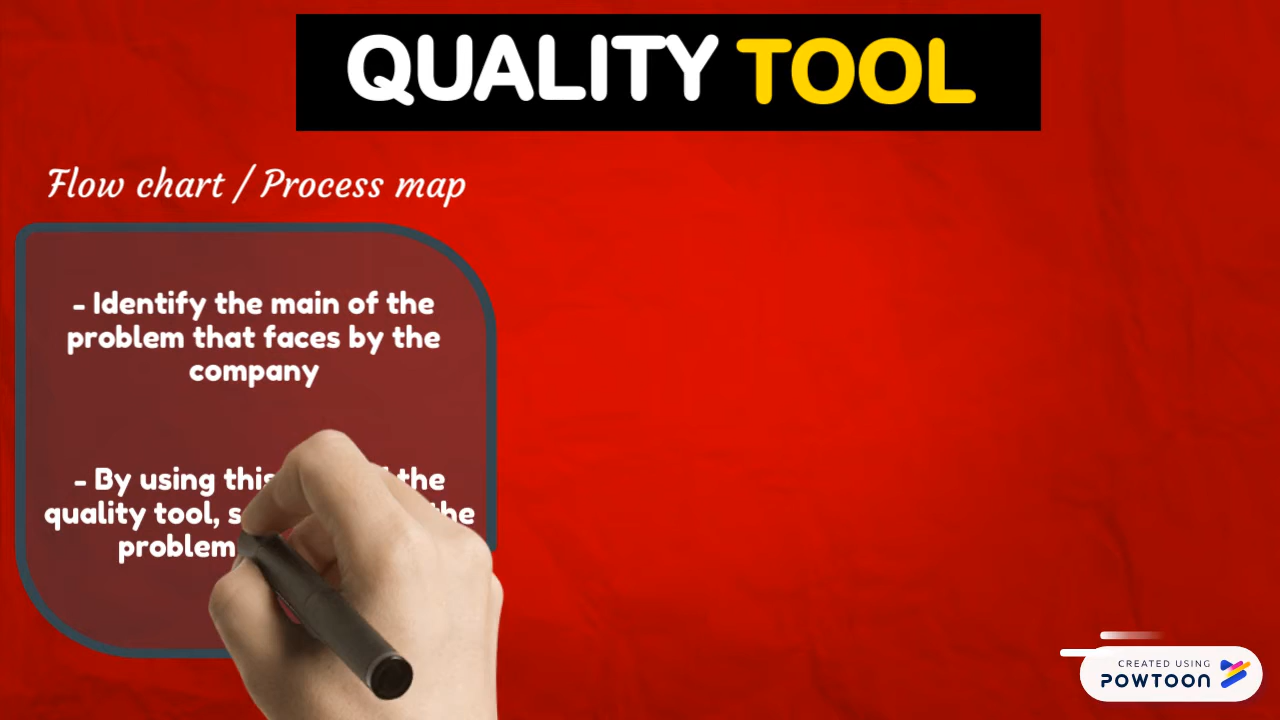 QUALITY TOOL
Flow chart / Process map
- Identify the main of the
problem that faces by the
company
- By using this the
quality tool, s he
problem
CREATED USING
POWTOON